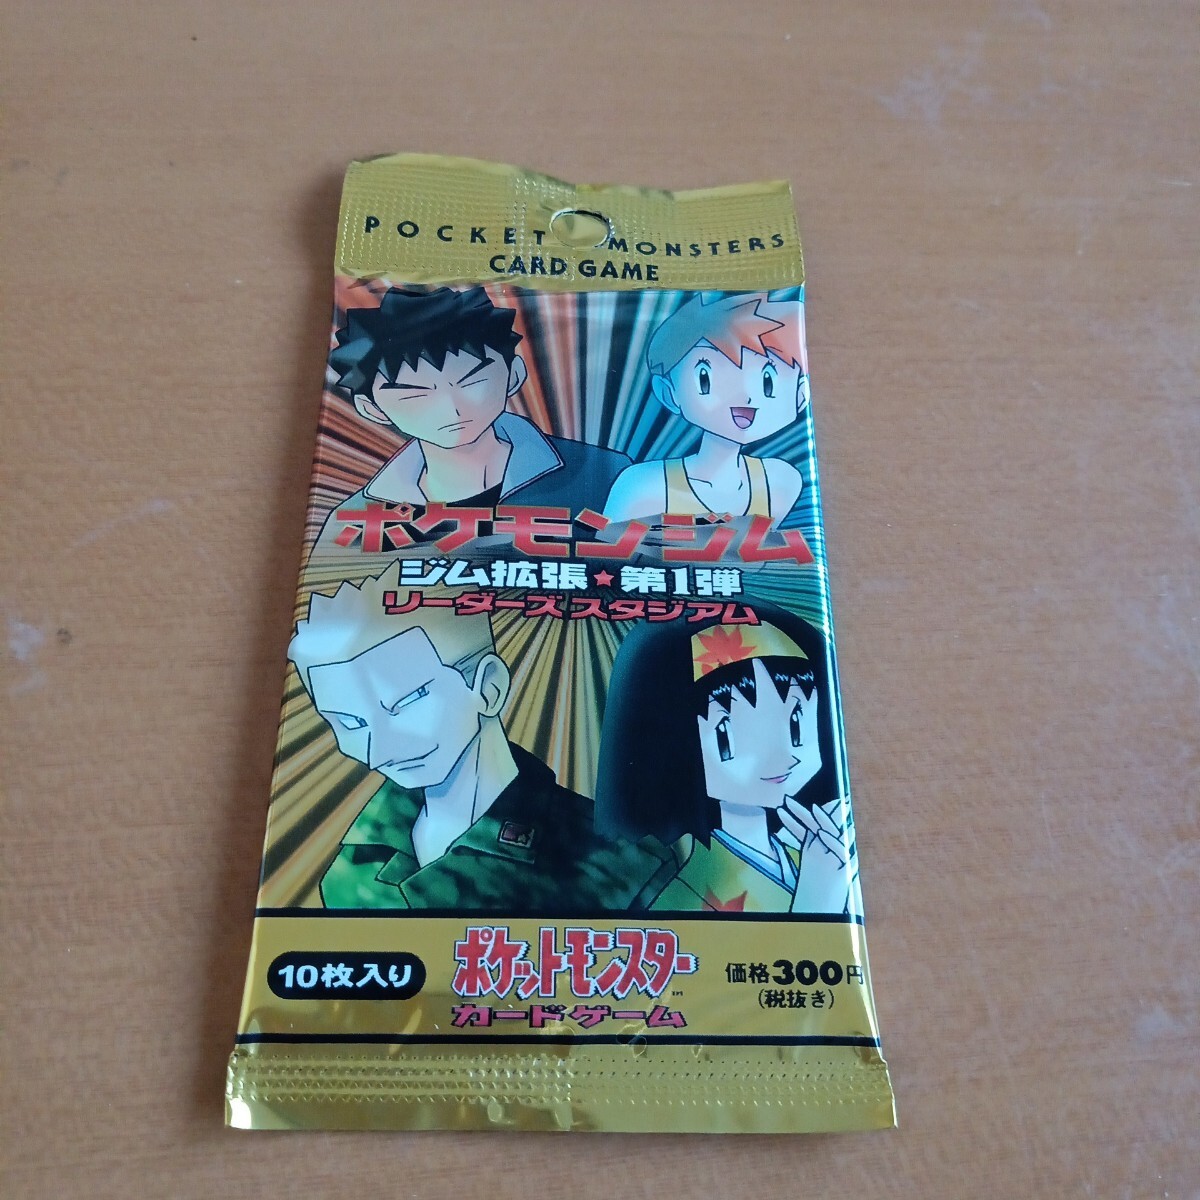 POCKET MONSTERS
CARD GAME
ポケモンジム
ジム拡張★第1弾
リーダーズスタジアム
10枚入り
ポケットモンスター™
カードゲーム
価格300円
(税抜き)